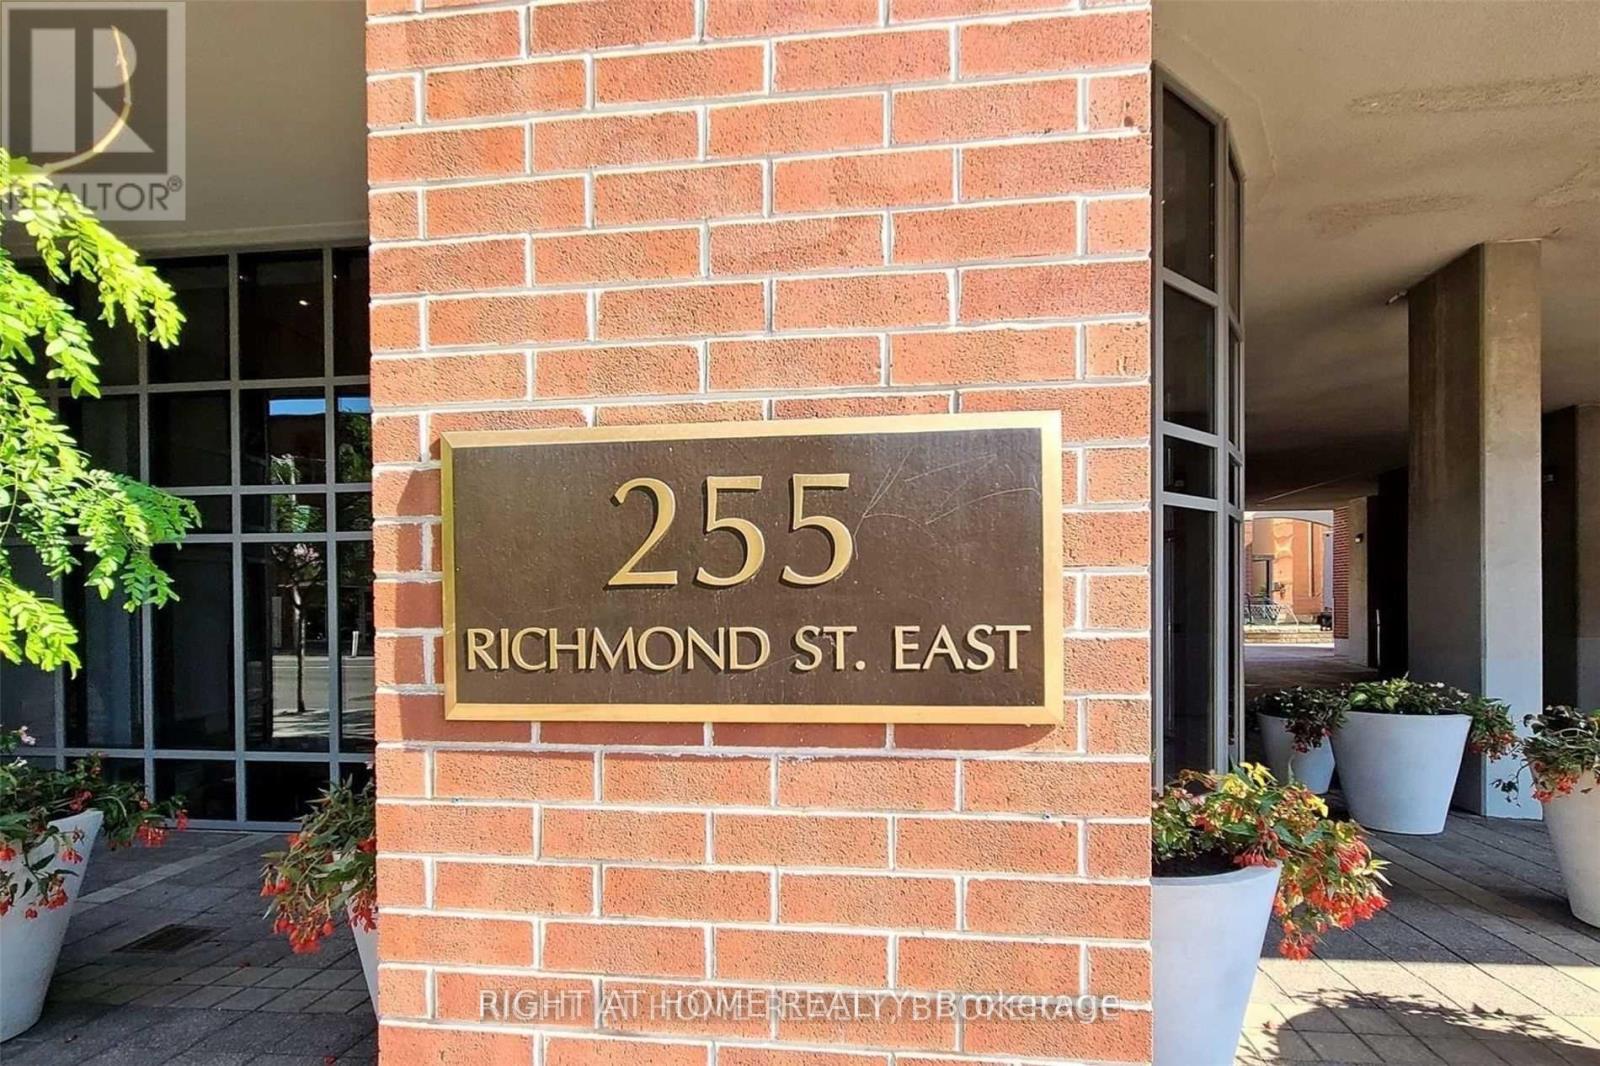 REALTOR®
255
RICHMOND ST. EAST
RIGHT AT HOME REALTY, Brokerage